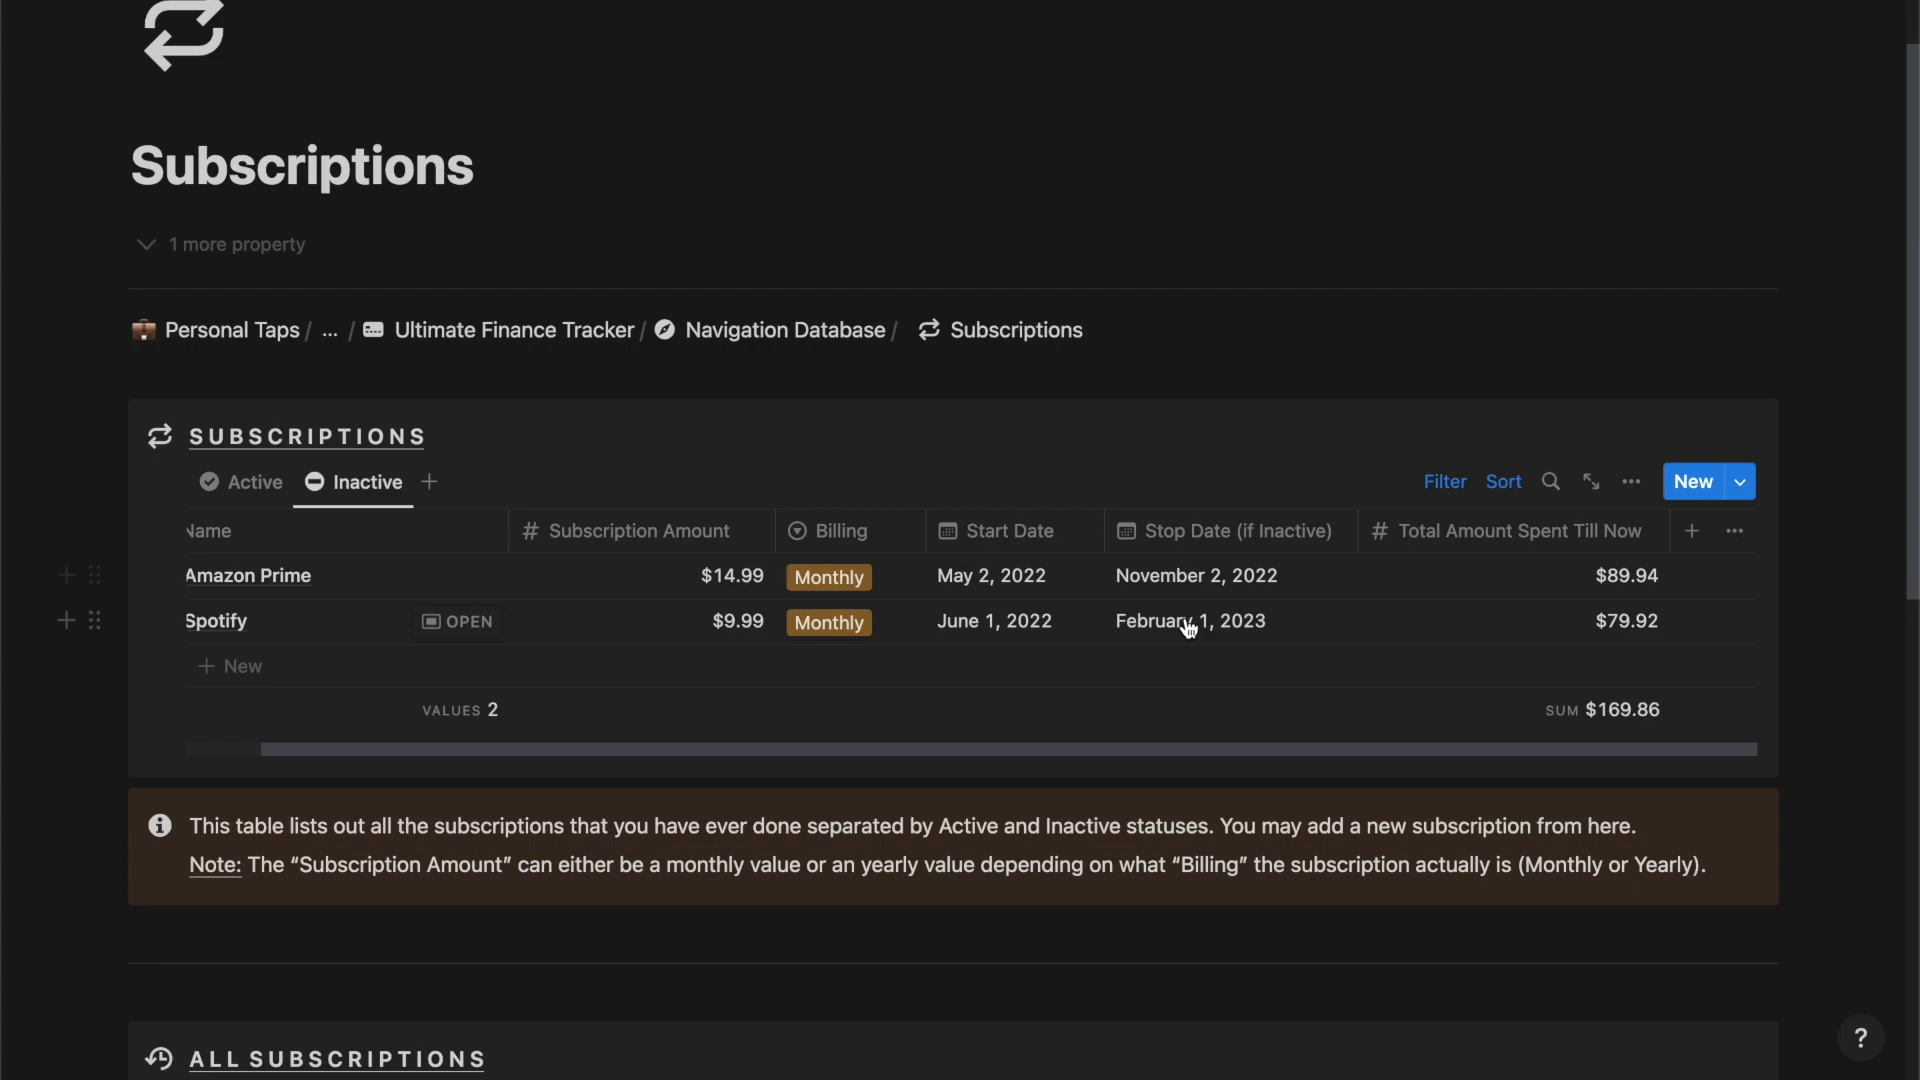 Subscriptions
1 more property
Personal Taps / ... / Ultimate Finance Tracker / Navigation Database / Subscriptions
SUBSCRIPTIONS
Active Inactive Filter Sort New
Name # Subscription Amount Billing Start Date Stop Date (if Inactive) # Total Amount Spent Till Now
Amazon Prime $14.99 Monthly May 2, 2022 November 2, 2022 $89.94
Spotify OPEN $9.99 Monthly June 1, 2022 February 1, 2023 $79.92
+ New
VALUES 2 SUM $169.86
This table lists out all the subscriptions that you have ever done separated by Active and Inactive statuses. You may add a new subscription from here.
Note: The “Subscription Amount” can either be a monthly value or an yearly value depending on what “Billing” the subscription actually is (Monthly or Yearly).
?
ALL SUBSCRIPTIONS